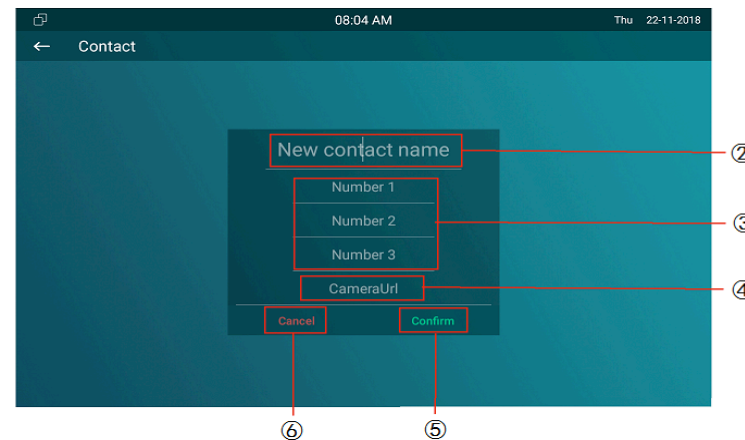 08:04 AM
Thu 22-11-2018
← Contact
New contact name
②
Number 1
Number 2
③
Number 3
CameraUrl
④
Cancel
Confirm
⑥
⑤